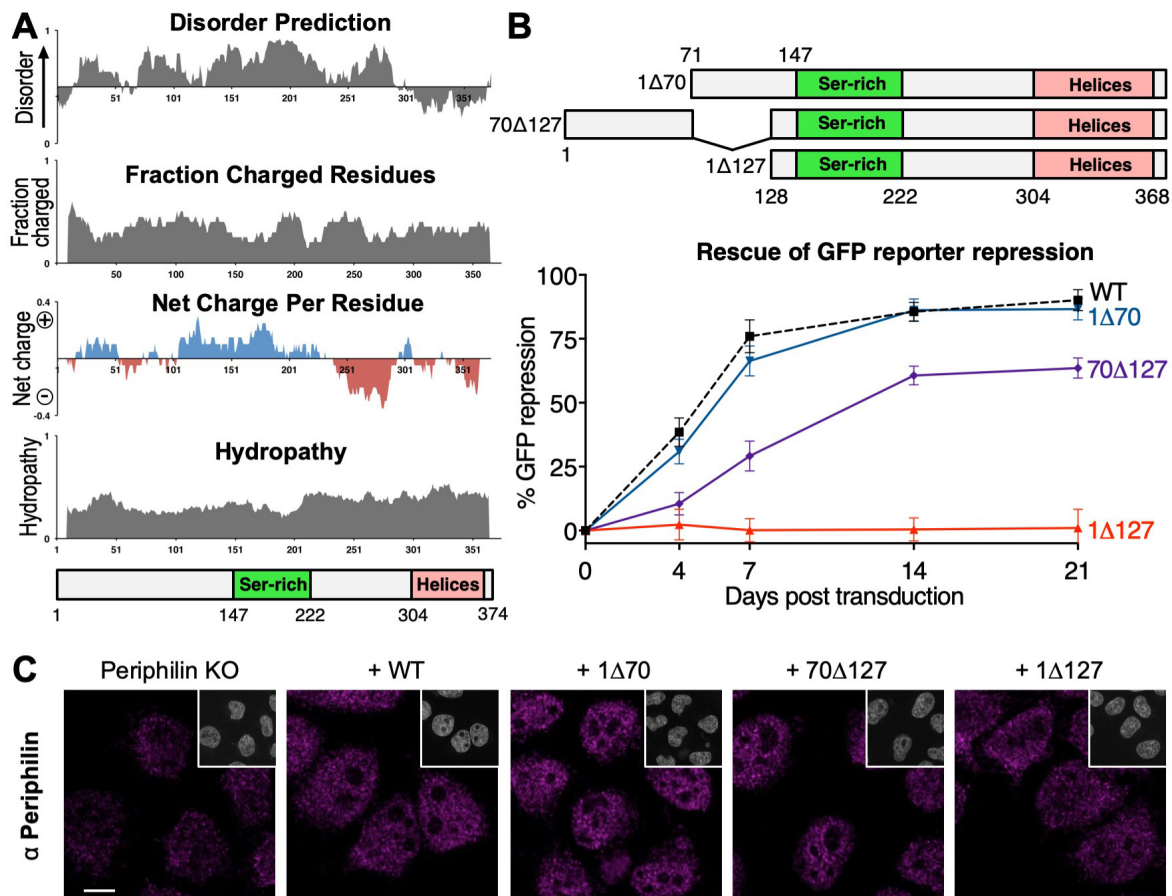 A
Disorder Prediction
1
Disorder
0
51 101 151 201 251 301 351
Fraction Charged Residues
1
Fraction
charged
0
50 100 150 200 250 300 350
Net Charge Per Residue
0.4
Net charge
+
−
-0.4
51 101 151 201 251 301 351
Hydropathy
1
Hydropathy
0
1 51 101 151 201 251 301 351
Ser-rich Helices
1 147 222 304 374
B
71 147
1Δ70 Ser-rich Helices
70Δ127 Ser-rich Helices
1
1Δ127 Ser-rich Helices
128 222 304 368
Rescue of GFP reporter repression
% GFP repression
100
75
50
25
0
WT
1Δ70
70Δ127
1Δ127
0 4 7 14 21
Days post transduction
C
Periphilin KO + WT + 1Δ70 + 70Δ127 + 1Δ127
α Periphilin